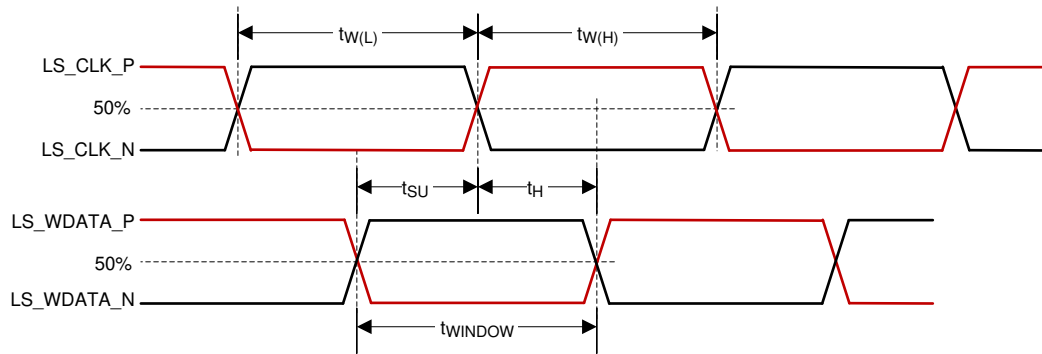 tW(L) tW(H)
LS_CLK_P
50%
LS_CLK_N
tSU tH
LS_WDATA_P
50%
LS_WDATA_N
tWINDOW